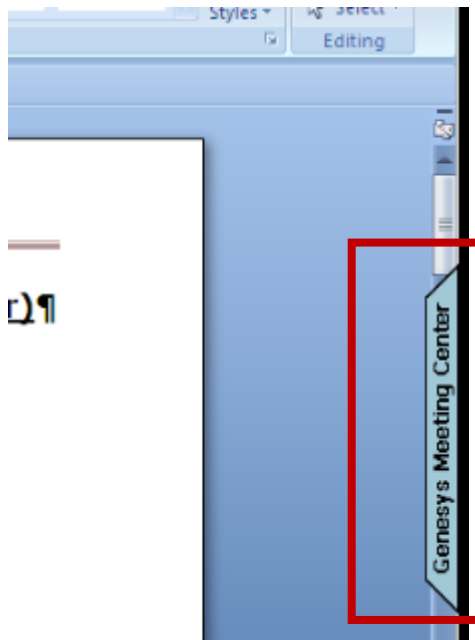 Styles
Select
Editing
r)¶
Genesys Meeting Center